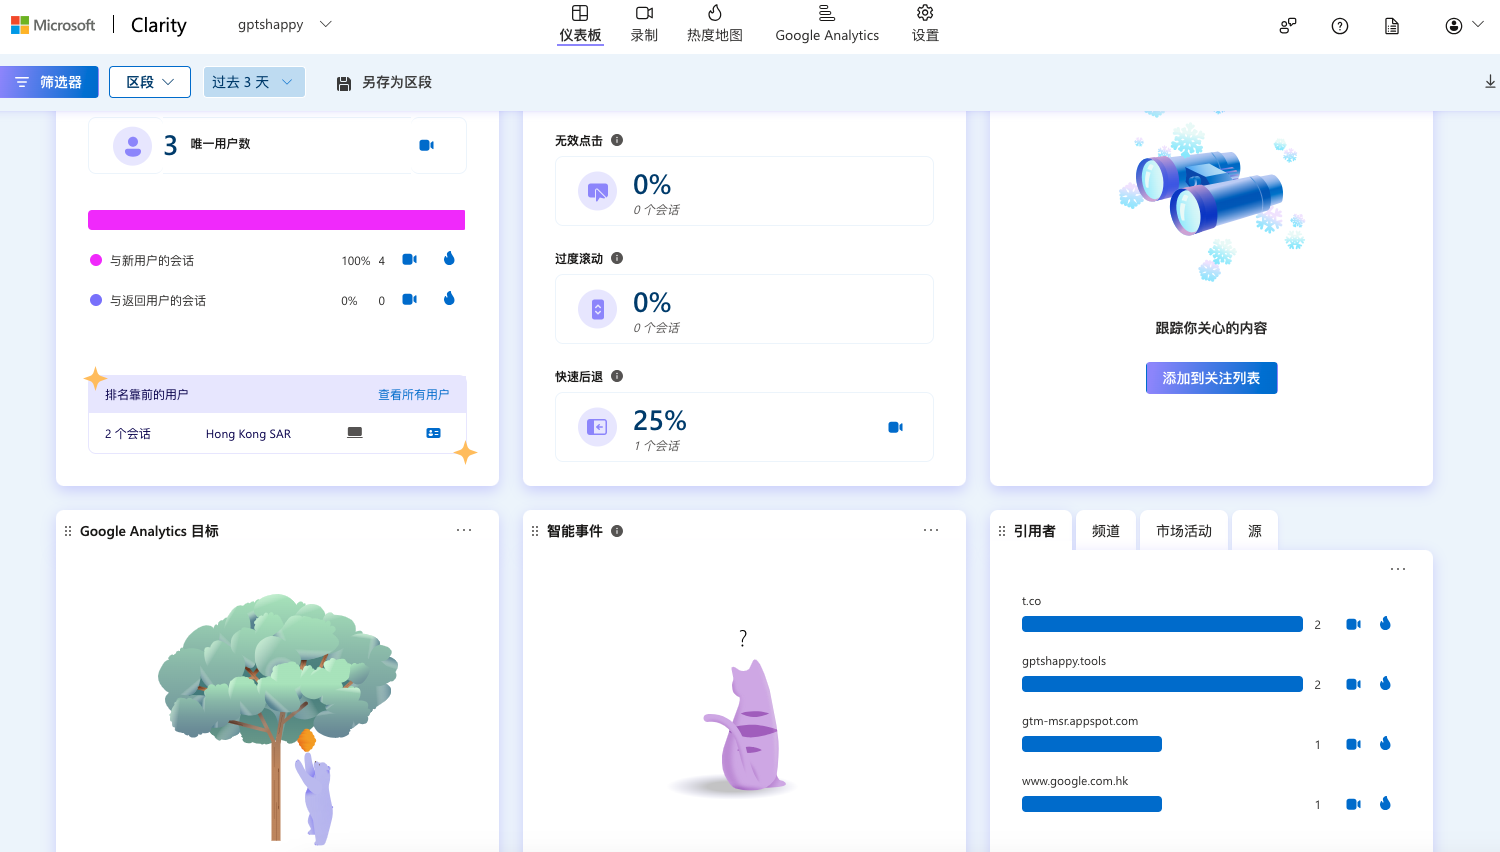 Microsoft
Clarity
gptshappy
仪表板
录制
热度地图
Google Analytics
设置
筛选器
区段
过去 3 天
另存为区段
3 唯一用户数
与新用户的会话 100% 4
与返回用户的会话 0% 0
排名靠前的用户 查看所有用户
2 个会话 Hong Kong SAR
无效点击
0%
0 个会话
过度滚动
0%
0 个会话
快速后退
25%
1 个会话
跟踪你关心的内容
添加到关注列表
Google Analytics 目标
智能事件
?
引用者 频道 市场活动 源
t.co
2
gptshappy.tools
2
gtm-msr.appspot.com
1
www.google.com.hk
1